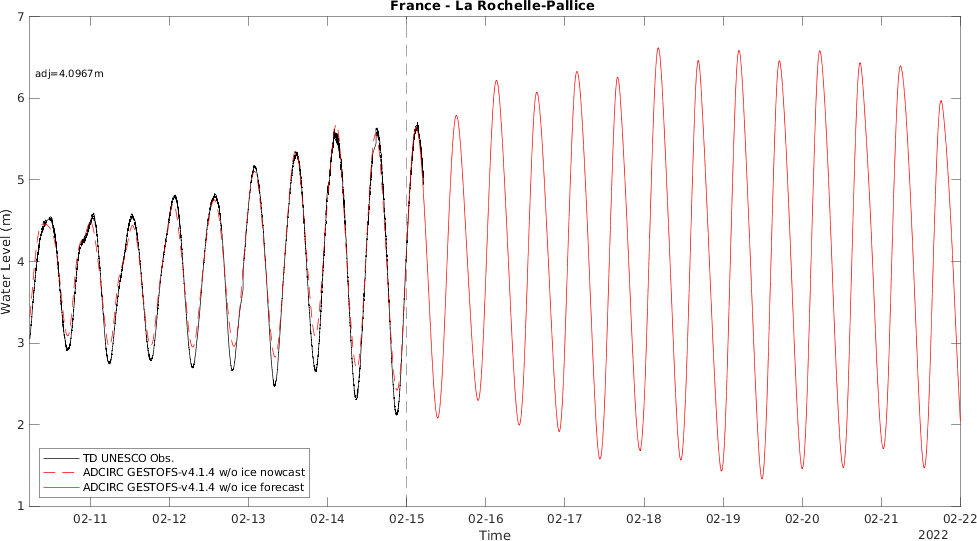 France - La Rochelle-Pallice
adj=4.0967m
7
6
5
4
3
2
1
Water Level (m)
TD UNESCO Obs.
ADCIRC GESTOFS-v4.1.4 w/o ice nowcast
ADCIRC GESTOFS-v4.1.4 w/o ice forecast
02-11 02-12 02-13 02-14 02-15 02-16 02-17 02-18 02-19 02-20 02-21 02-22
Time
2022